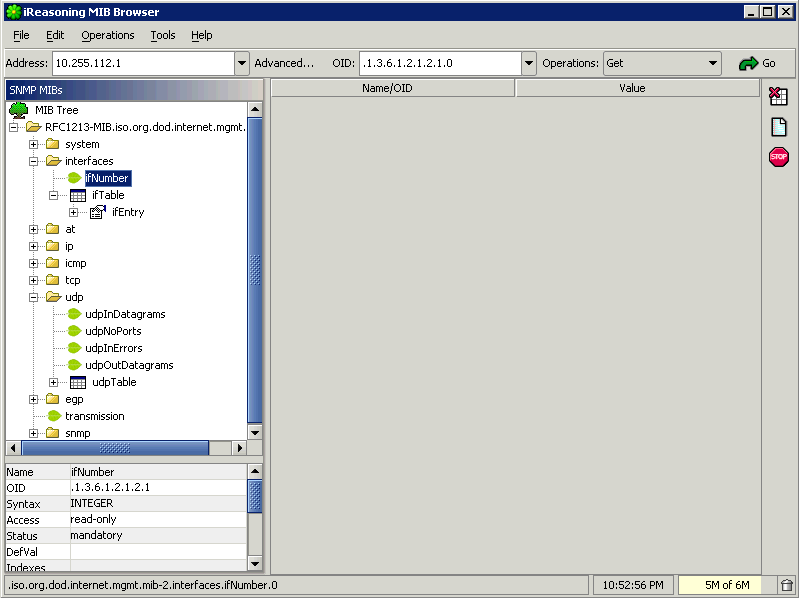 iReasoning MIB Browser
File Edit Operations Tools Help
Address: 10.255.112.1 Advanced... OID: .1.3.6.1.2.1.2.1.0 Operations: Get Go
SNMP MIBs
MIB Tree
RFC1213-MIB.iso.org.dod.internet.mgmt.
system
interfaces
ifNumber
ifTable
ifEntry
at
ip
icmp
tcp
udp
udpInDatagrams
udpNoPorts
udpInErrors
udpOutDatagrams
udpTable
egp
transmission
snmp
Name/OID Value
STOP
Name ifNumber
OID .1.3.6.1.2.1.2.1
Syntax INTEGER
Access read-only
Status mandatory
DefVal
Indexes
.iso.org.dod.internet.mgmt.mib-2.interfaces.ifNumber.0 10:52:56 PM 5M of 6M